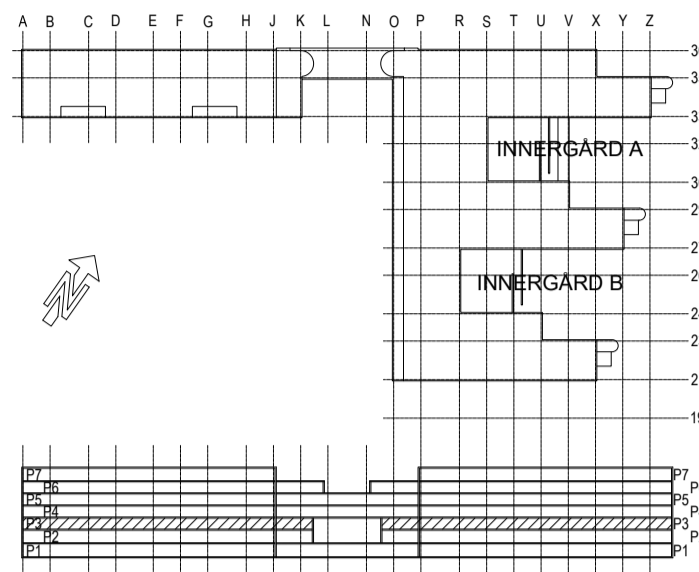 A B C D E F G H J K L N O P R S T U V X Y Z
INNERGÅRD A
N
INNERGÅRD B
P7 P7
P6
P5 P5
P4
P3 P3
P2
P1 P1